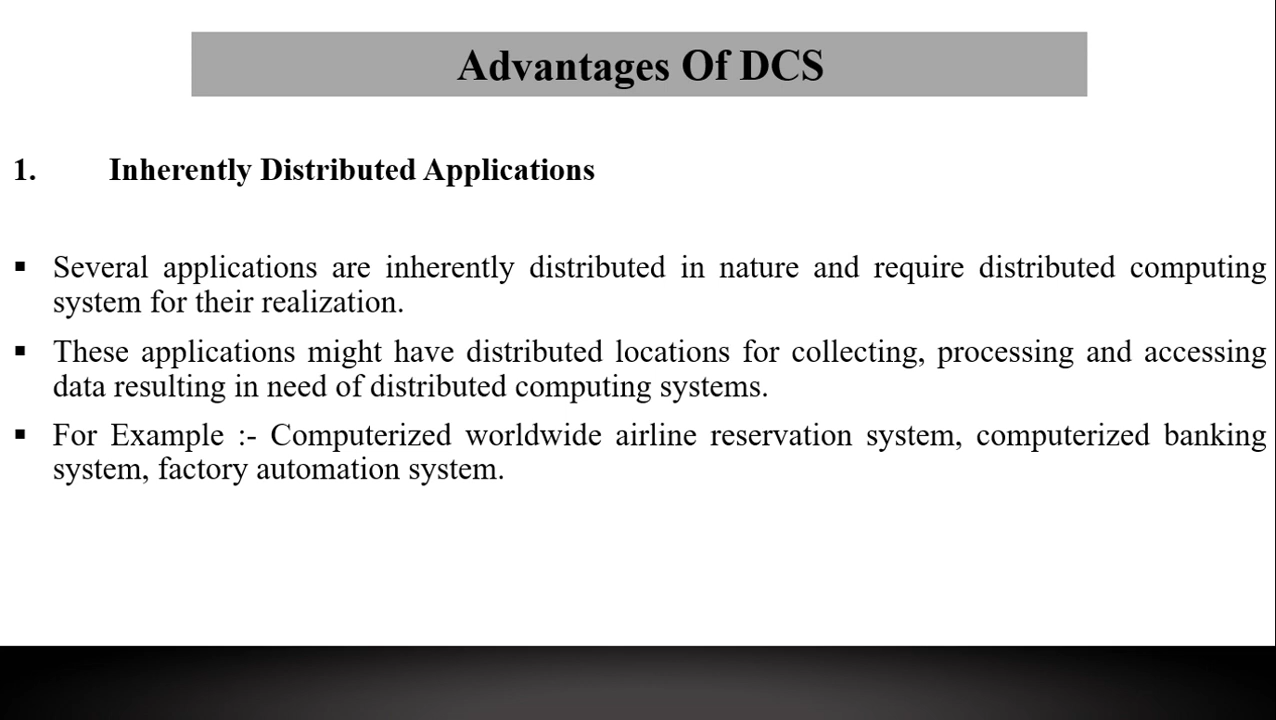 Advantages Of DCS
1. Inherently Distributed Applications
▪ Several applications are inherently distributed in nature and require distributed computing
system for their realization.
▪ These applications might have distributed locations for collecting, processing and accessing
data resulting in need of distributed computing systems.
▪ For Example :- Computerized worldwide airline reservation system, computerized banking
system, factory automation system.